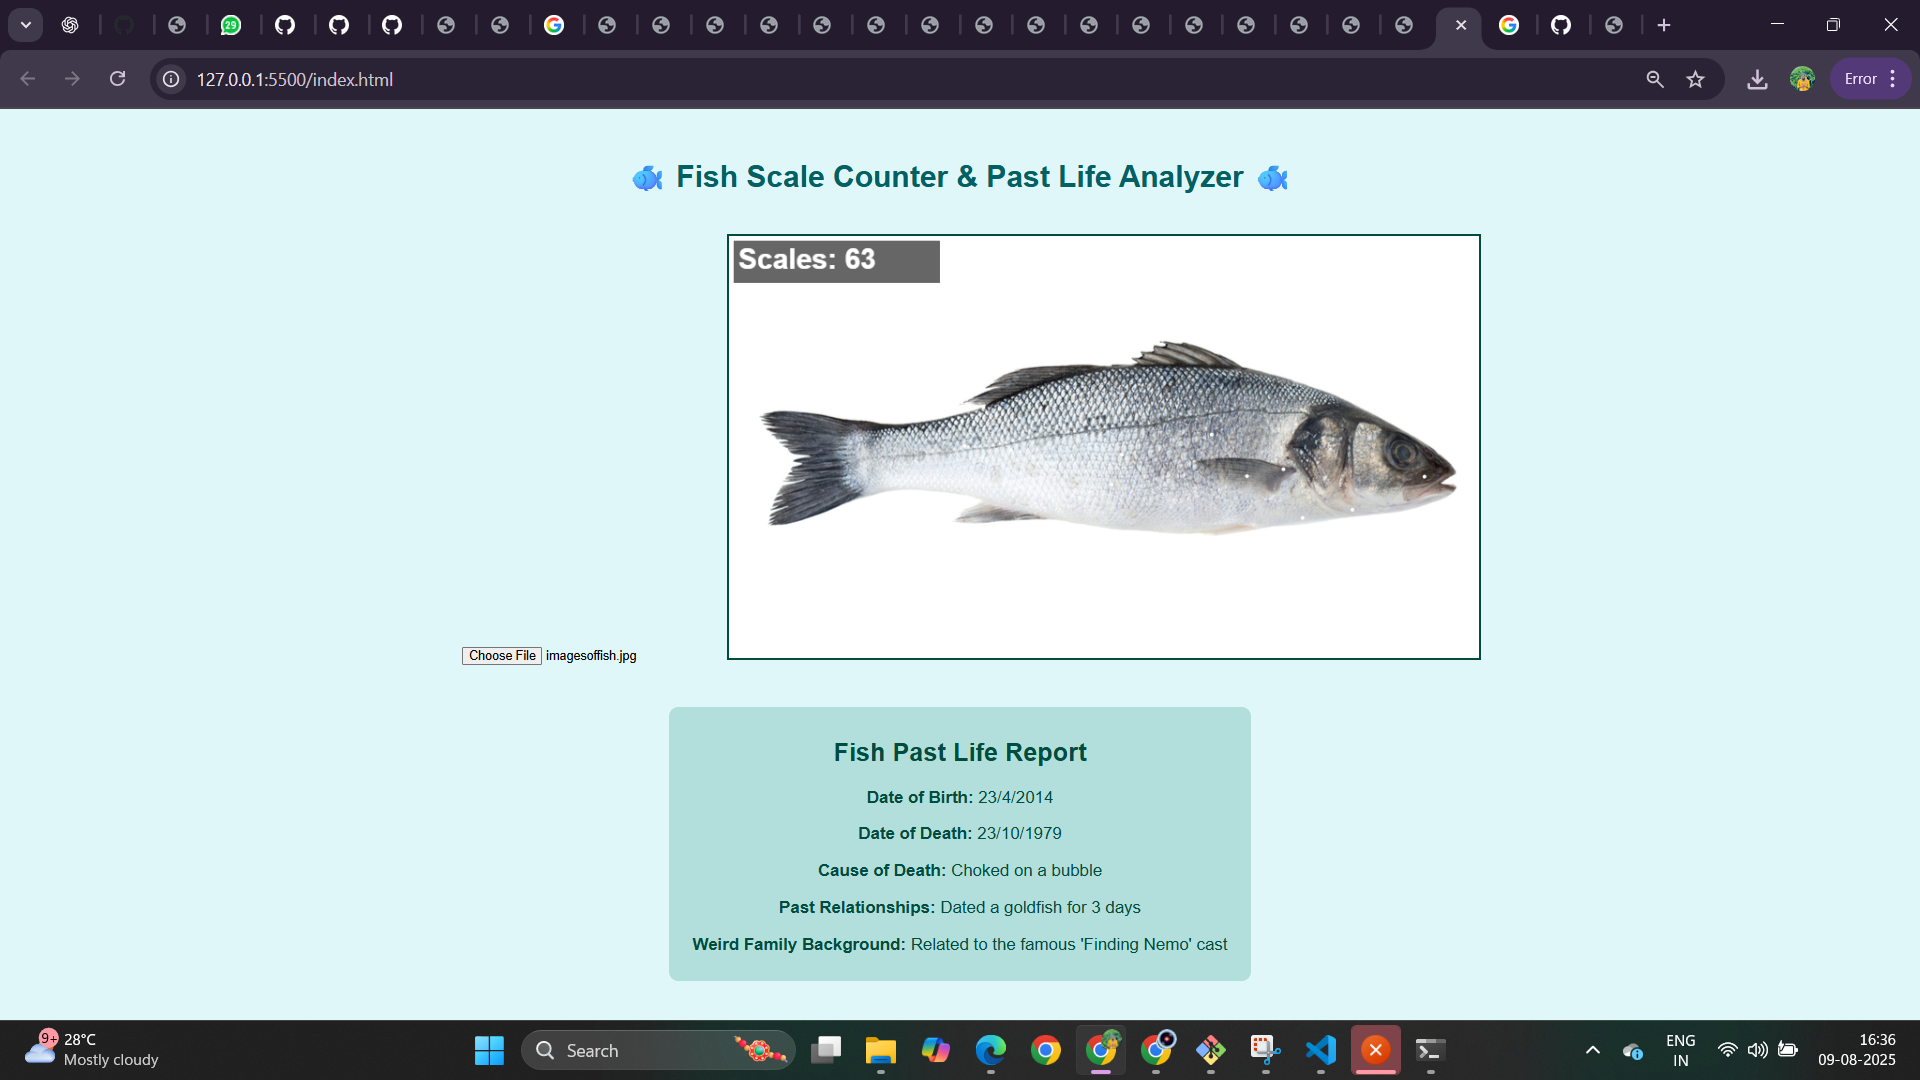 29
127.0.0.1:5500/index.html
Error
Fish Scale Counter & Past Life Analyzer
Scales: 63
Choose File imagesoffish.jpg
Fish Past Life Report
Date of Birth: 23/4/2014
Date of Death: 23/10/1979
Cause of Death: Choked on a bubble
Past Relationships: Dated a goldfish for 3 days
Weird Family Background: Related to the famous 'Finding Nemo' cast
9+
28°C
Mostly cloudy
Search
ENG
IN
16:36
09-08-2025